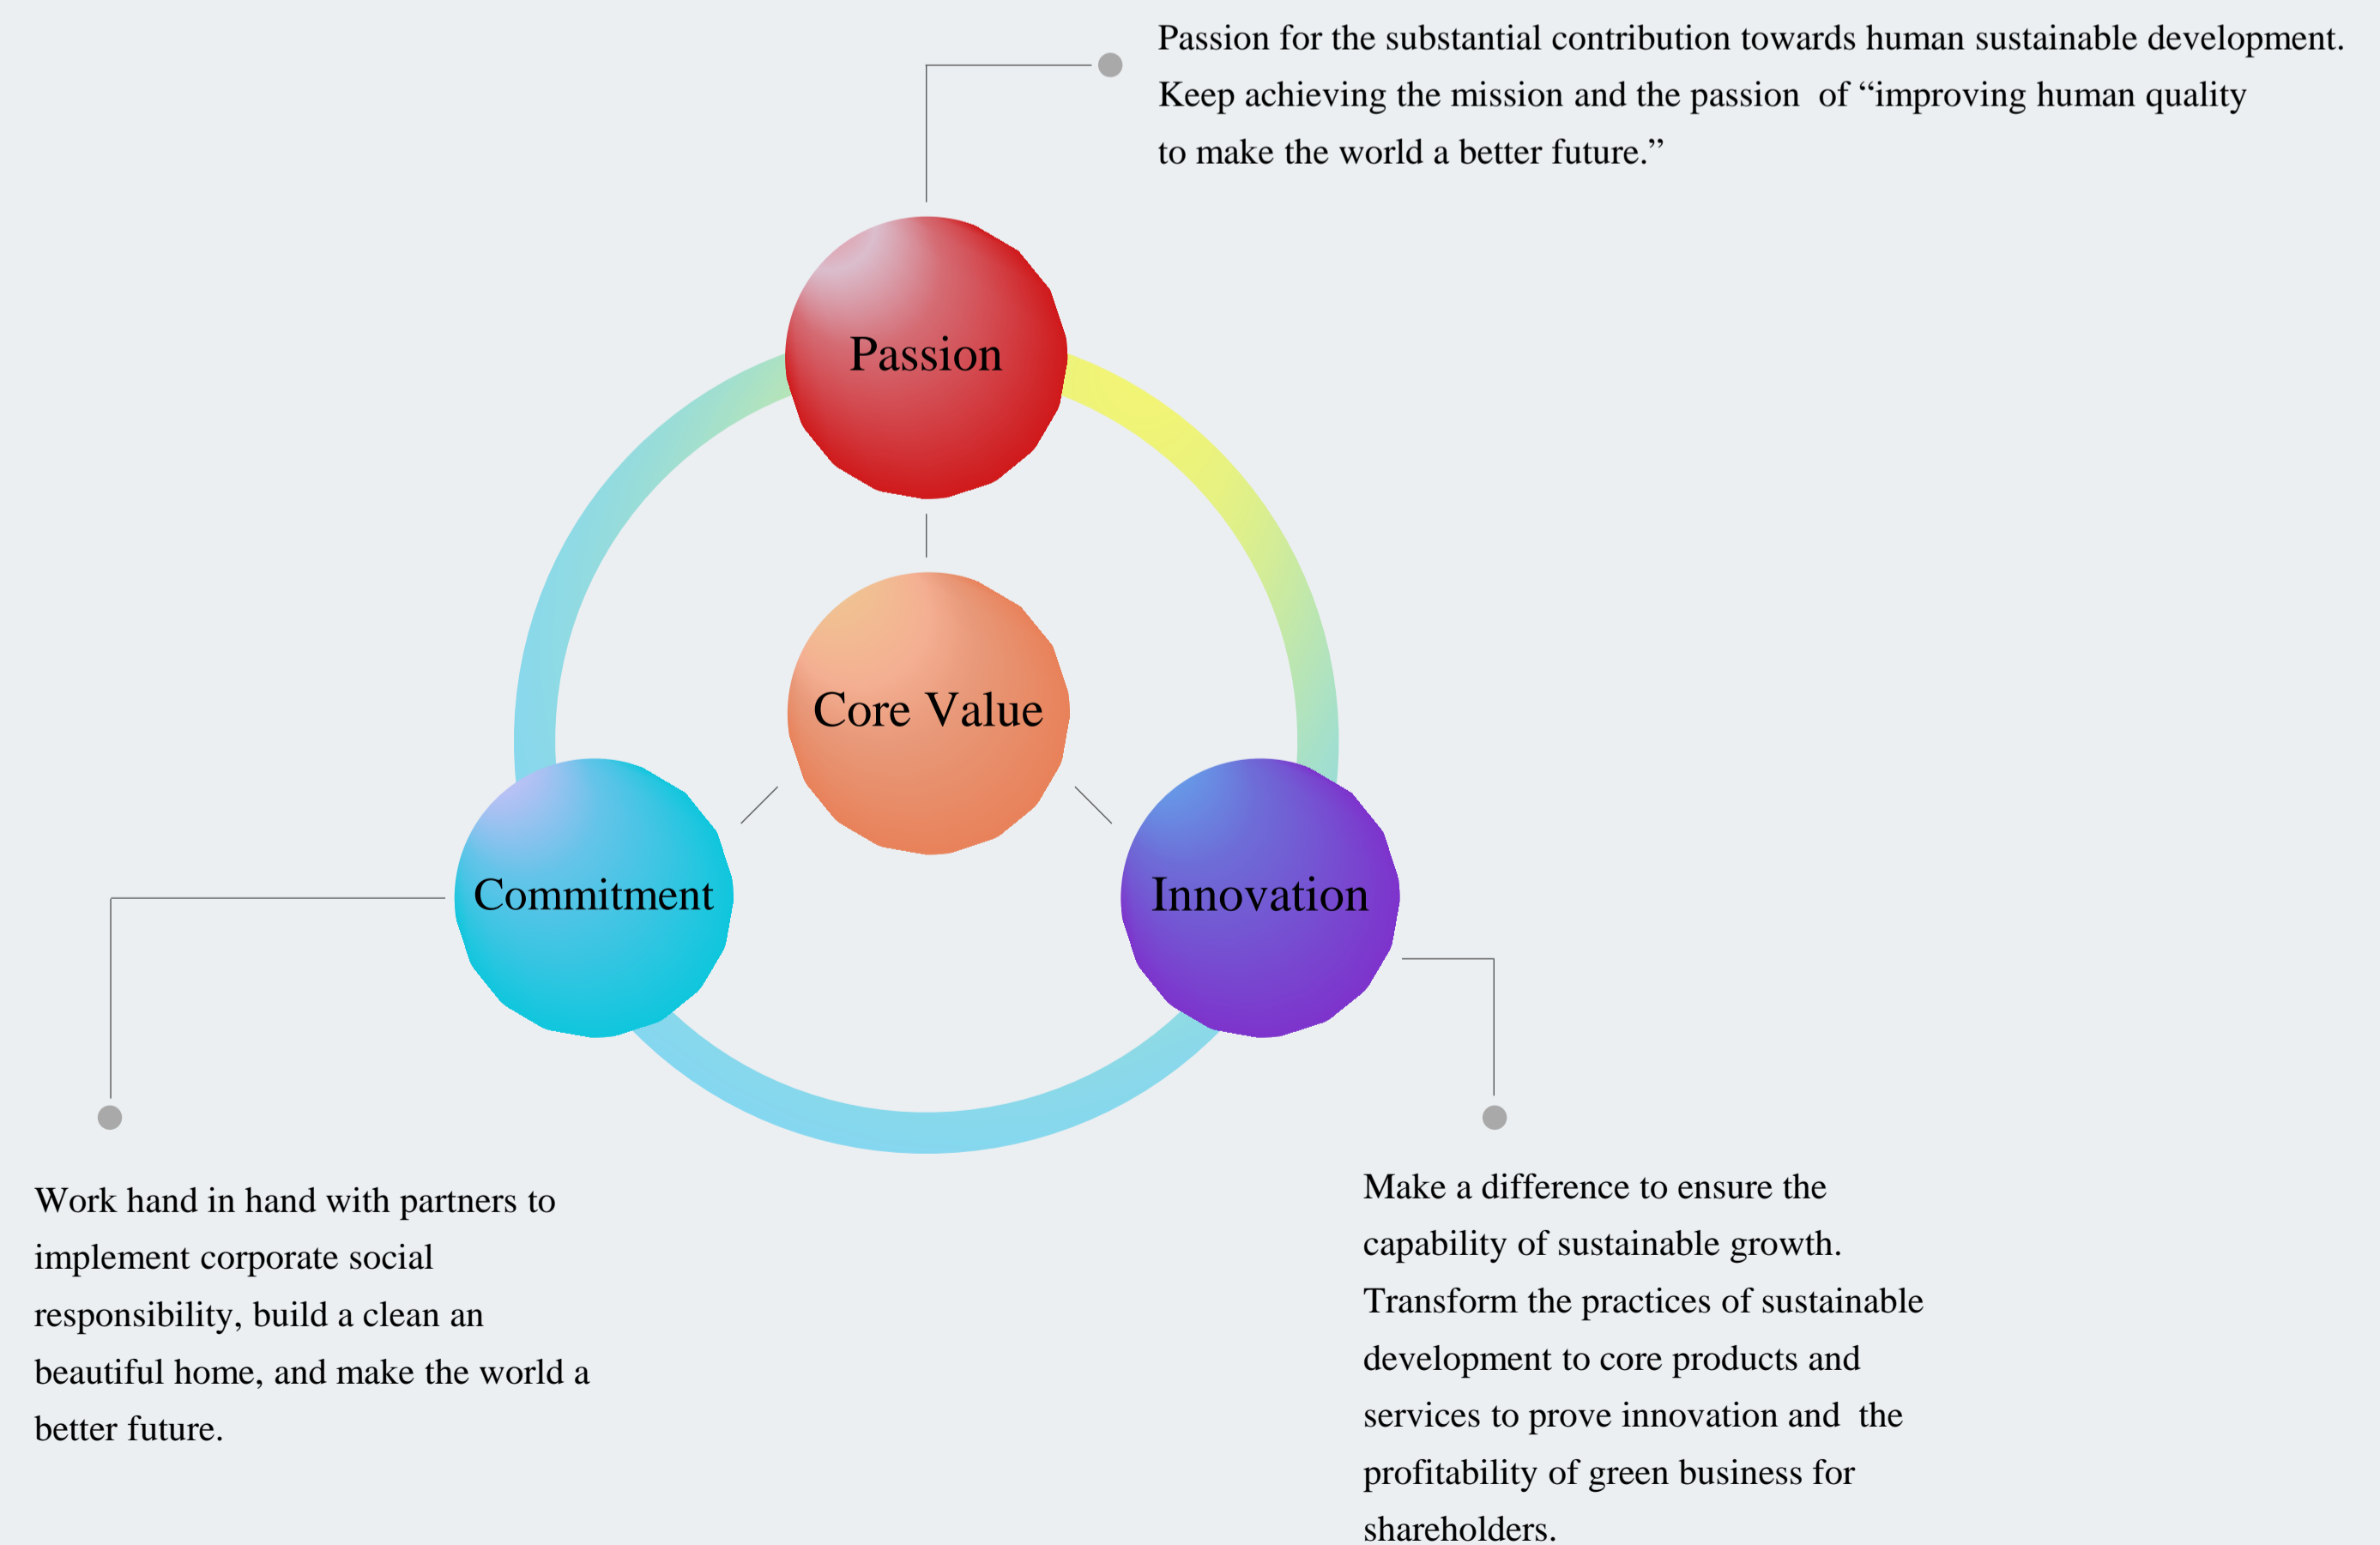 Passion for the substantial contribution towards human sustainable development.
Keep achieving the mission and the passion  of “improving human quality
to make the world a better future.”
Passion
Core Value
Commitment
Innovation
Work hand in hand with partners to
implement corporate social
responsibility, build a clean an
beautiful home, and make the world a
better future.
Make a difference to ensure the
capability of sustainable growth.
Transform the practices of sustainable
development to core products and
services to prove innovation and  the
profitability of green business for
shareholders.